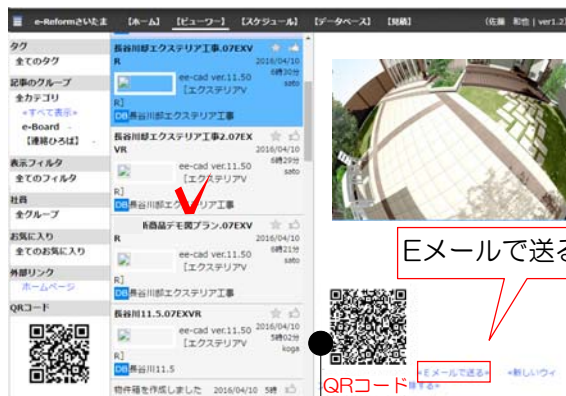 e-Reformさいたま 【ホーム】 【ビューワー】 【スケジュール】 【データベース】 【見積】 (佐藤 和也 | ver1.2)
タグ
全てのタグ
記事のグループ
全カテゴリ
«すべて表示»
e-Board -
【連絡ひろば】 -
表示フィルタ
全てのフィルタ
社員
全グループ
お気に入り
全てのお気に入り
外部リンク
ホームページ
QRコード
長谷川邸エクステリア工事.07EXV
R 2016/04/10
6時30分
ee-cad ver.11.50 sato
[エクステリアV
R]
DB長谷川邸エクステリア工事
長谷川邸エクステリア工事2.07EX
VR 2016/04/10
6時29分
ee-cad ver.11.50 sato
[エクステリアV
R]
DB長谷川邸エクステリア工事
商品デモ図プラン.07EXV
R 2016/04/10
6時21分
ee-cad ver.11.50 sato
[エクステリアV
R]
DB長谷川邸エクステリア工事
長谷川11.5.07EXVR
2016/04/10
ee-cad ver.11.50 5時02分
[エクステリアV koga
R]
DB長谷川11.5
物件箱を作成しました 2016/04/10 5時
Eメールで送る
«Eメールで送る» «新しいウィ
QRコード
する»